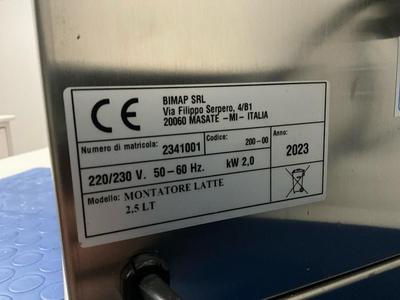 CE
BIMAP SRL
Via Filippo Serpero, 4/B1
20060 MASATE - MI - ITALIA
Numero di matricola: 2341001
Codice: 200-00
Anno: 2023
220/230 V. 50-60 Hz. kW 2,0
Modello: MONTATORE LATTE
2,5 LT